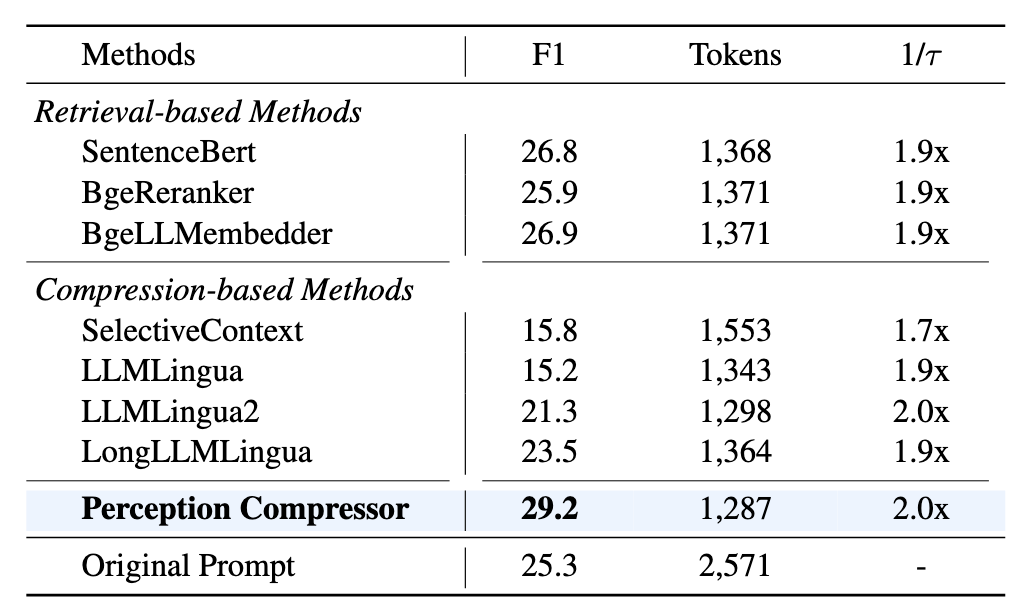 Methods F1 Tokens 1/τ
Retrieval-based Methods
SentenceBert 26.8 1,368 1.9x
BgeReranker 25.9 1,371 1.9x
BgeLLMembedder 26.9 1,371 1.9x
Compression-based Methods
SelectiveContext 15.8 1,553 1.7x
LLMLingua 15.2 1,343 1.9x
LLMLingua2 21.3 1,298 2.0x
LongLLMLingua 23.5 1,364 1.9x
Perception Compressor 29.2 1,287 2.0x
Original Prompt 25.3 2,571 -